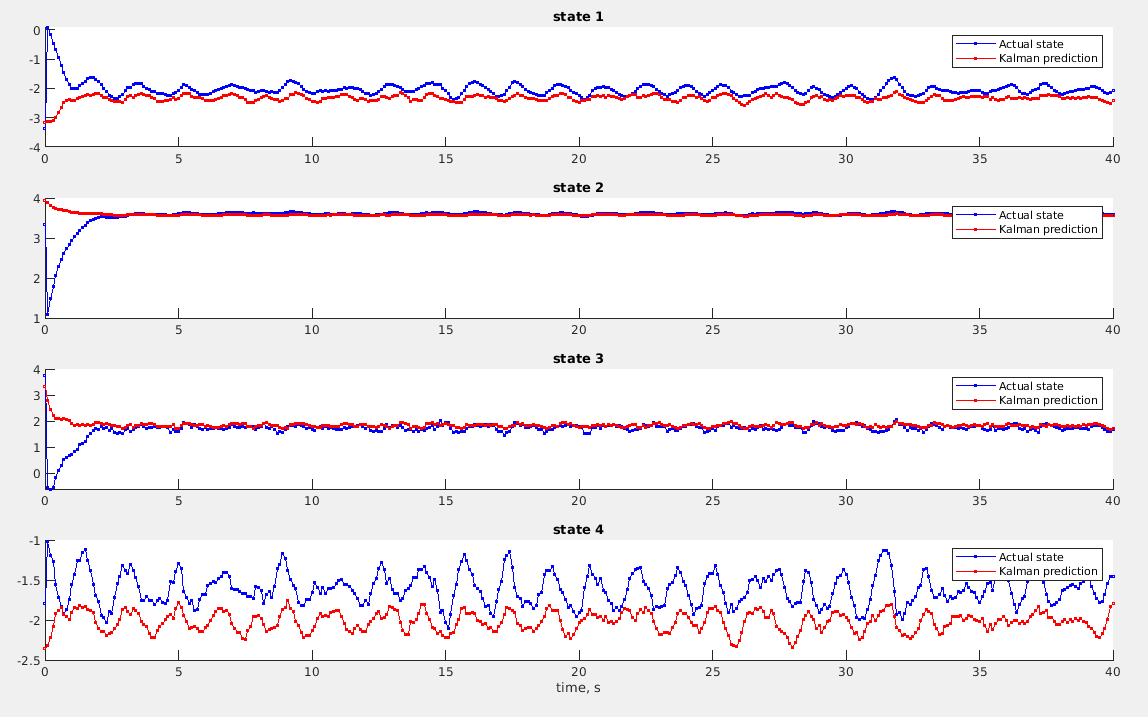 state 1
0
-1
-2
-3
-4
Actual state
Kalman prediction
0 5 10 15 20 25 30 35 40
state 2
4
3
2
1
Actual state
Kalman prediction
0 5 10 15 20 25 30 35 40
state 3
4
3
2
1
0
Actual state
Kalman prediction
0 5 10 15 20 25 30 35 40
state 4
-1
-1.5
-2
-2.5
Actual state
Kalman prediction
0 5 10 15 20 25 30 35 40
time, s